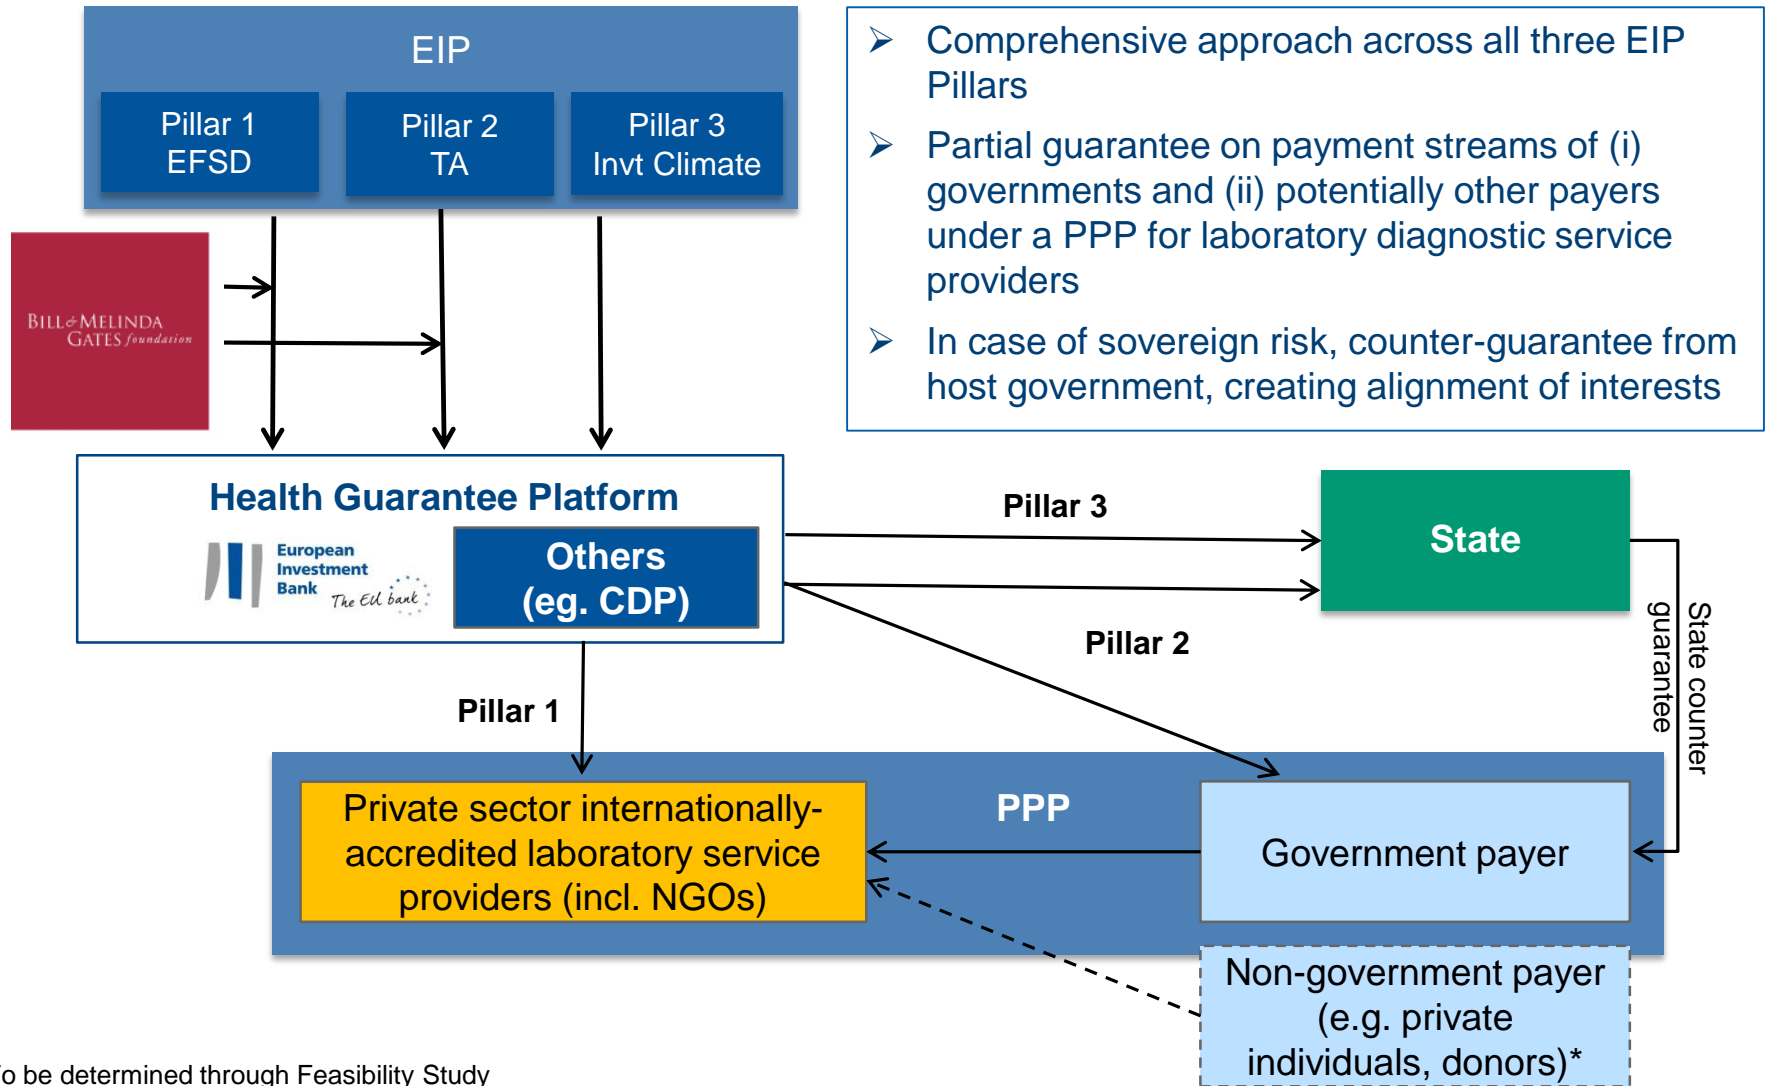 EIP
Pillar 1
EFSD
Pillar 2
TA
Pillar 3
Invt Climate
➢ Comprehensive approach across all three EIP
Pillars
➢ Partial guarantee on payment streams of (i)
governments and (ii) potentially other payers
under a PPP for laboratory diagnostic service
providers
➢ In case of sovereign risk, counter-guarantee from
host government, creating alignment of interests
BILL & MELINDA
GATES foundation
Health Guarantee Platform
European
Investment
Bank
The EU bank
Others
(eg. CDP)
Pillar 3
State
Pillar 2
State counter
guarantee
Pillar 1
PPP
Private sector internationally-
accredited laboratory service
providers (incl. NGOs)
Government payer
Non-government payer
(e.g. private
individuals, donors)*
o be determined through Feasibility Study